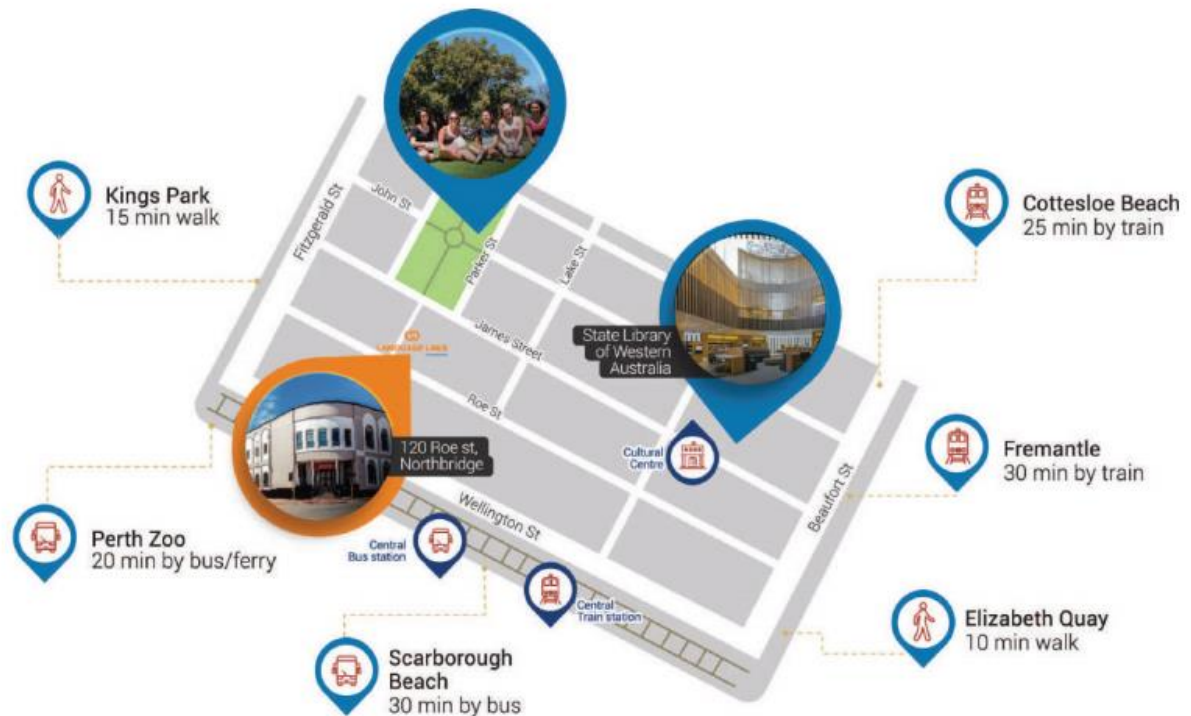 Kings Park
15 min walk
Fitzgerald St
John St
Parker St
Lake St
James Street
Roe St
State Library
of Western
Australia
Cottesloe Beach
25 min by train
LANGUAGE LINKS
120 Roe st,
Northbridge
Cultural
Centre
Fremantle
30 min by train
Beaufort St
Wellington St
Perth Zoo
20 min by bus/ferry
Central
Bus station
Central
Train station
Elizabeth Quay
10 min walk
Scarborough
Beach
30 min by bus